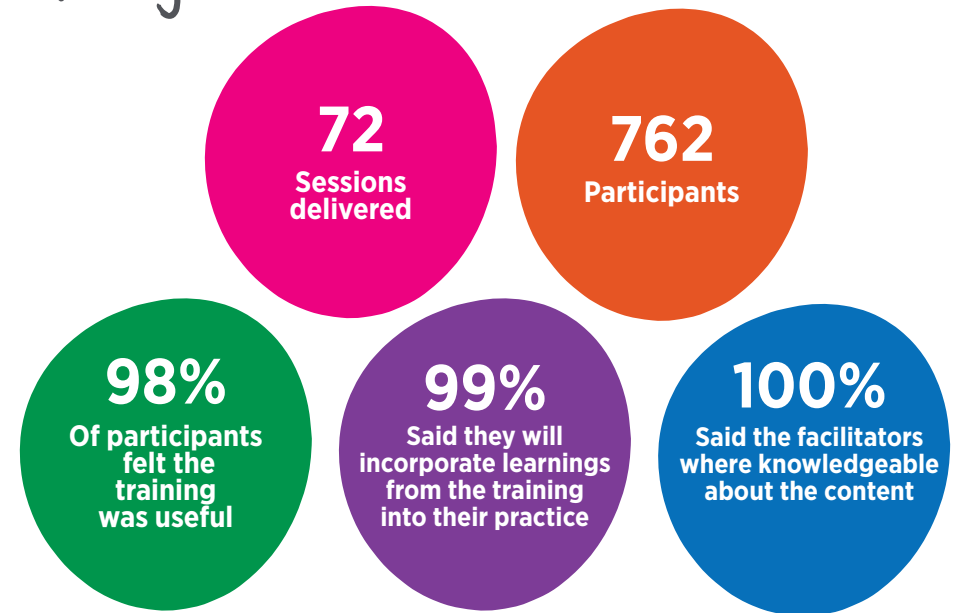 72
Sessions
delivered
762
Participants
98%
Of participants
felt the
training
was useful
99%
Said they will
incorporate learnings
from the training
into their practice
100%
Said the facilitators
where knowledgeable
about the content